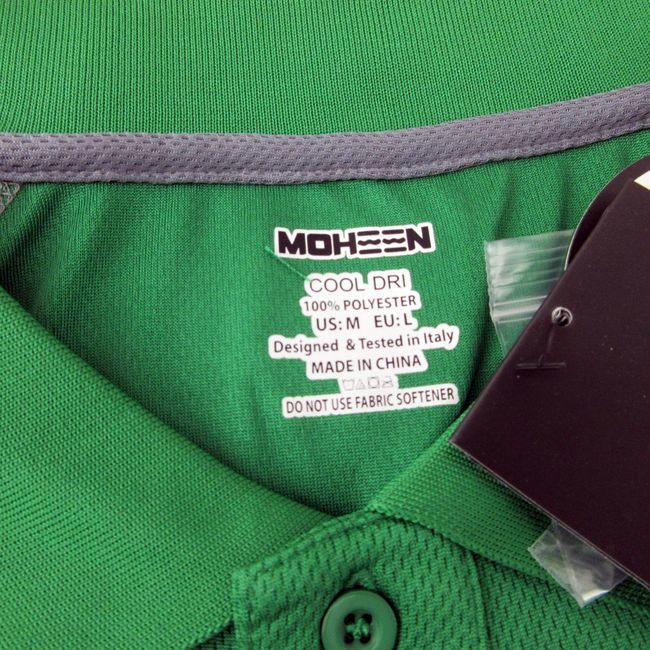 MOHEEN
COOL DRI
100% POLYESTER
US: M EU: L
Designed & Tested in Italy
MADE IN CHINA
DO NOT USE FABRIC SOFTENER